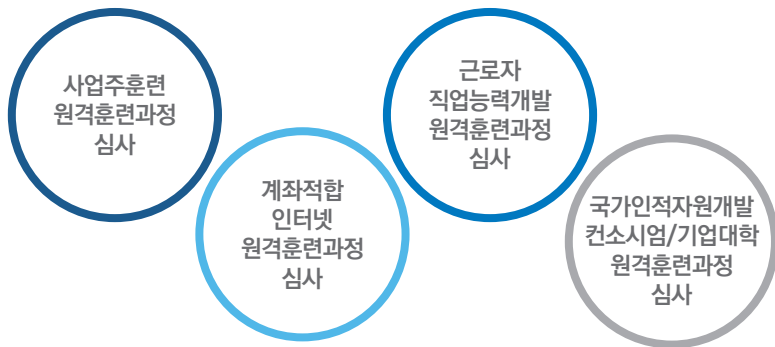 사업주훈련
원격훈련과정
심사
계좌적합
인터넷
원격훈련과정
심사
근로자
직업능력개발
원격훈련과정
심사
국가인적자원개발
컨소시엄/기업대학
원격훈련과정
심사